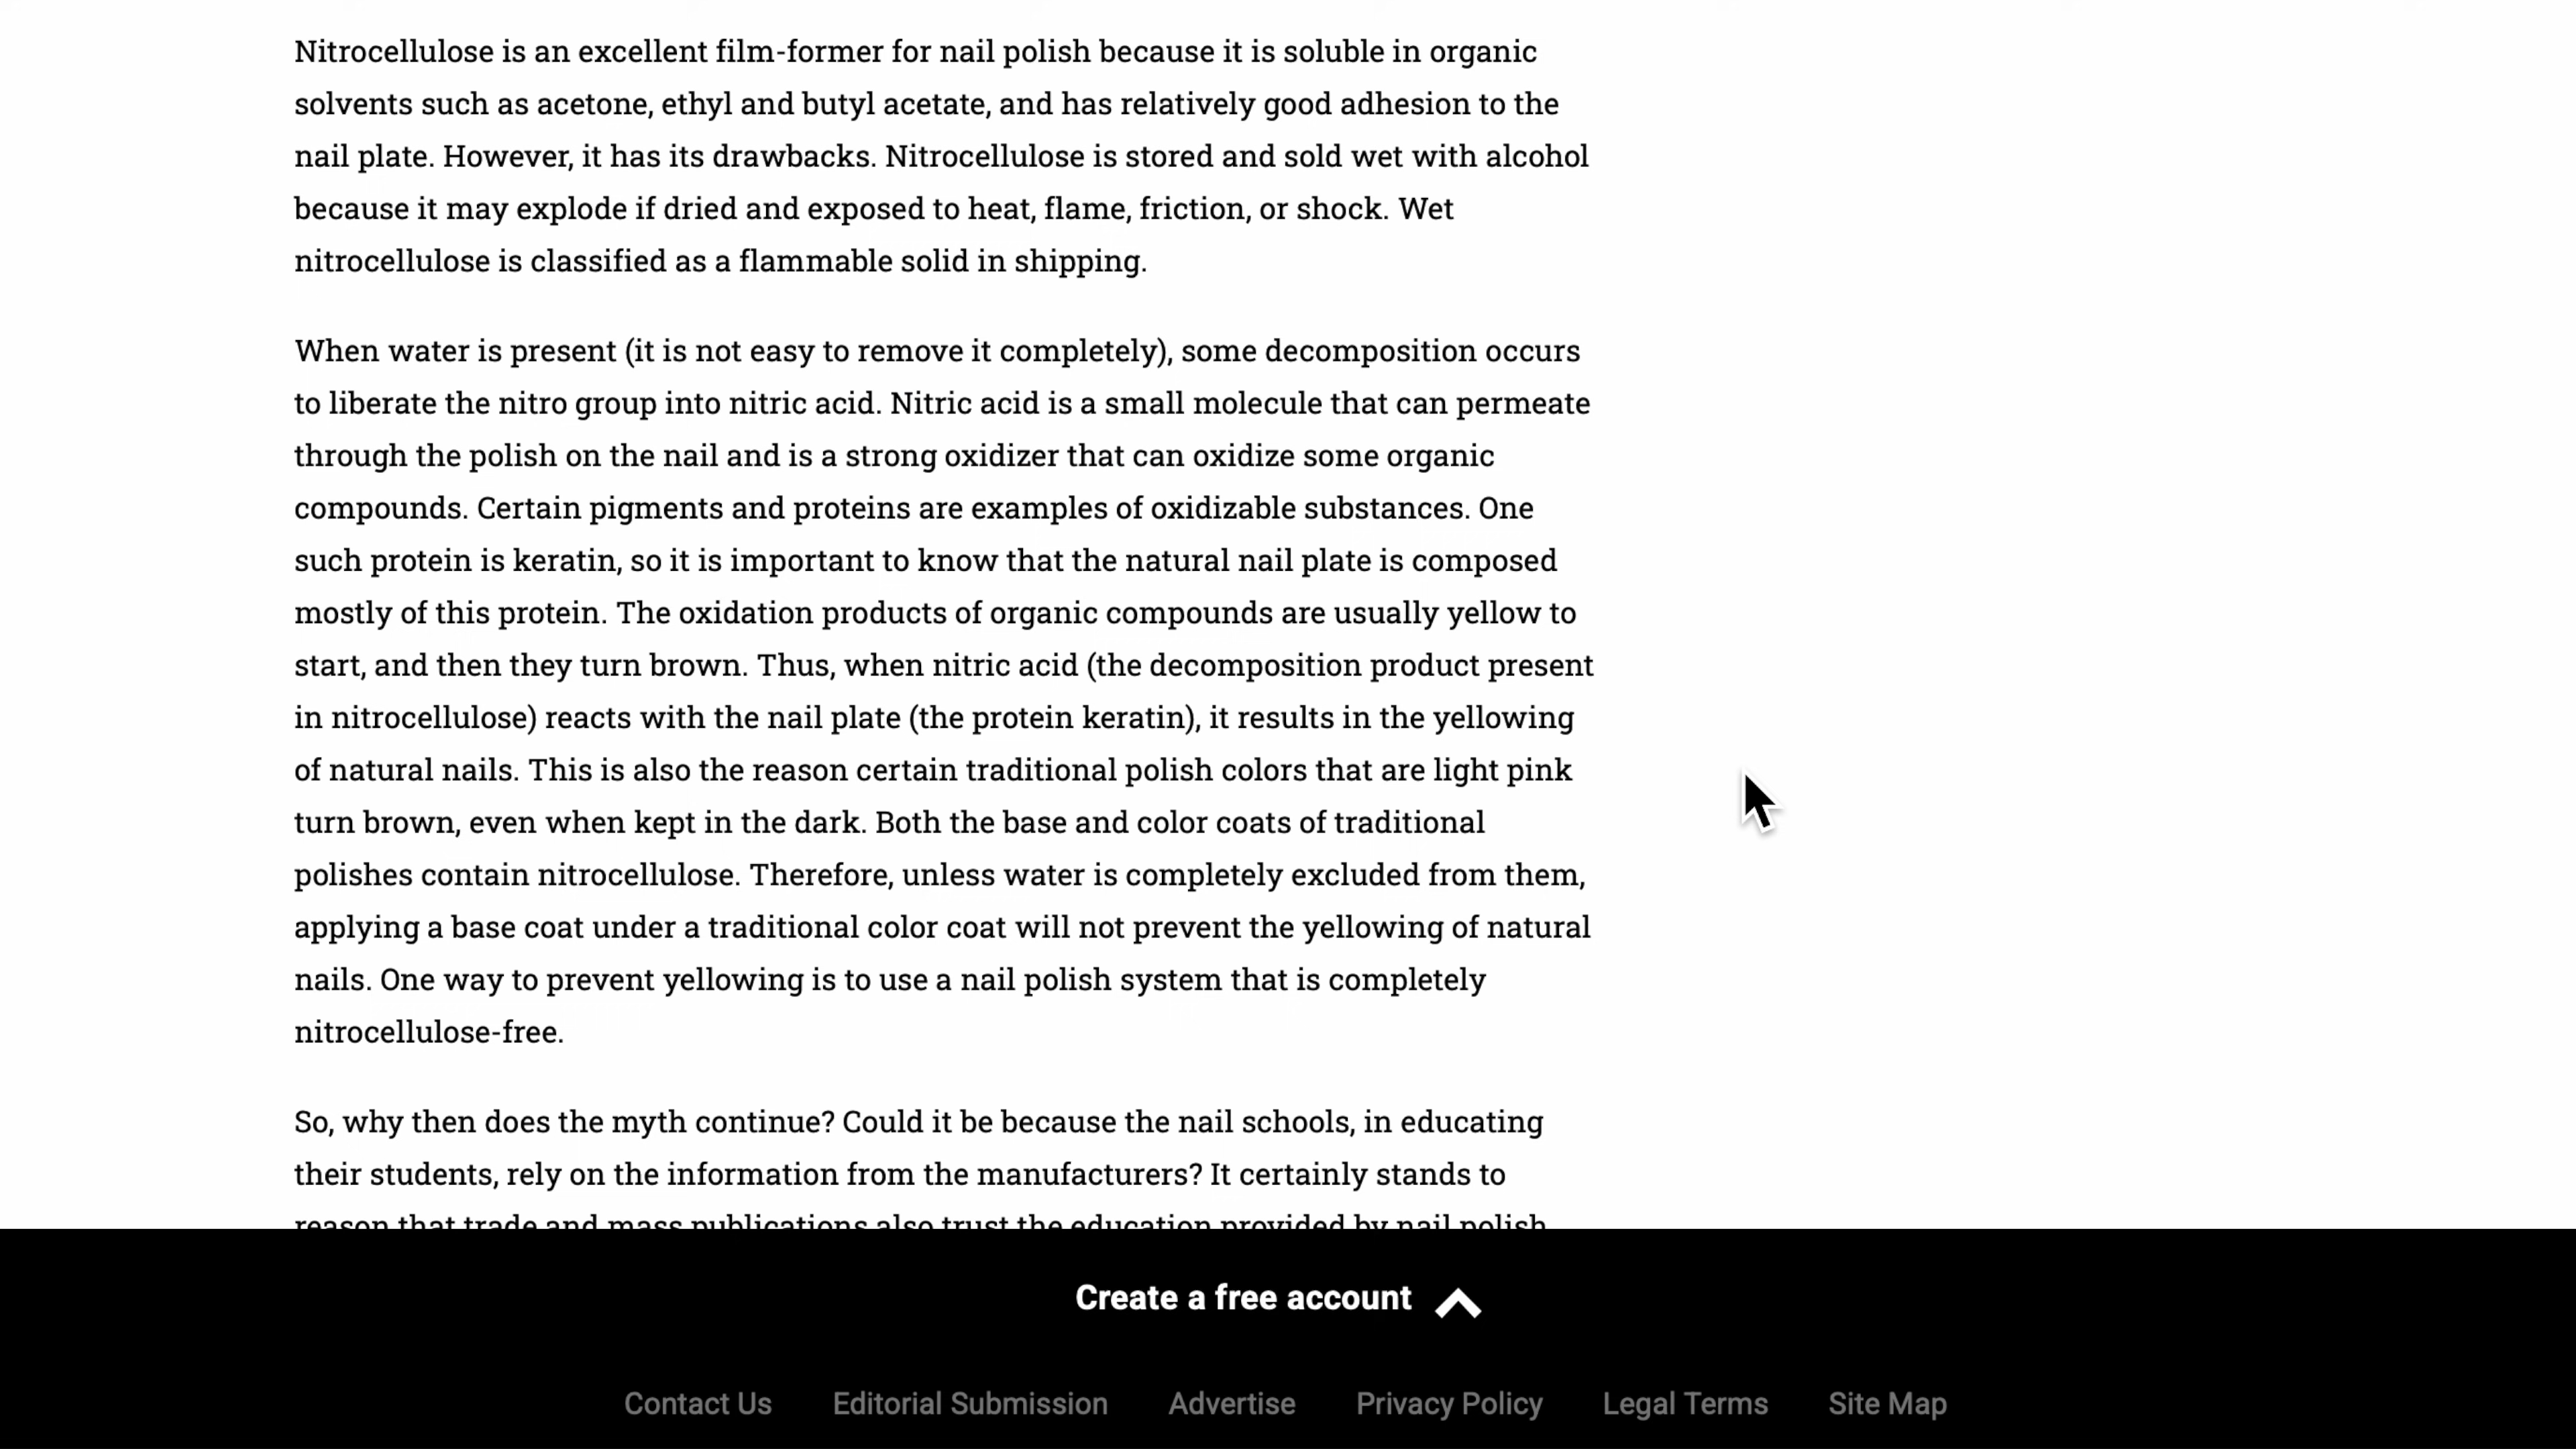 Nitrocellulose is an excellent film-former for nail polish because it is soluble in organic
solvents such as acetone, ethyl and butyl acetate, and has relatively good adhesion to the
nail plate. However, it has its drawbacks. Nitrocellulose is stored and sold wet with alcohol
because it may explode if dried and exposed to heat, flame, friction, or shock. Wet
nitrocellulose is classified as a flammable solid in shipping.
When water is present (it is not easy to remove it completely), some decomposition occurs
to liberate the nitro group into nitric acid. Nitric acid is a small molecule that can permeate
through the polish on the nail and is a strong oxidizer that can oxidize some organic
compounds. Certain pigments and proteins are examples of oxidizable substances. One
such protein is keratin, so it is important to know that the natural nail plate is composed
mostly of this protein. The oxidation products of organic compounds are usually yellow to
start, and then they turn brown. Thus, when nitric acid (the decomposition product present
in nitrocellulose) reacts with the nail plate (the protein keratin), it results in the yellowing
of natural nails. This is also the reason certain traditional polish colors that are light pink
turn brown, even when kept in the dark. Both the base and color coats of traditional
polishes contain nitrocellulose. Therefore, unless water is completely excluded from them,
applying a base coat under a traditional color coat will not prevent the yellowing of natural
nails. One way to prevent yellowing is to use a nail polish system that is completely
nitrocellulose-free.
So, why then does the myth continue? Could it be because the nail schools, in educating
their students, rely on the information from the manufacturers? It certainly stands to
reason that trade and mass publications also trust the education provided by nail polish
Create a free account
Contact Us Editorial Submission Advertise Privacy Policy Legal Terms Site Map